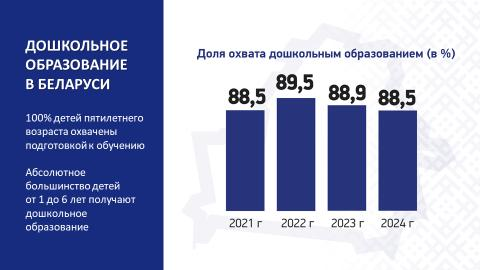 ДОШКОЛЬНОЕ
ОБРАЗОВАНИЕ
В БЕЛАРУСИ
100% детей пятилетнего
возраста охвачены
подготовкой к обучению
Абсолютное
большинство детей
от 1 до 6 лет получают
дошкольное
образование
Доля охвата дошкольным образованием (в %)
88,5 89,5 88,9 88,5
2021 г 2022 г 2023 г 2024 г